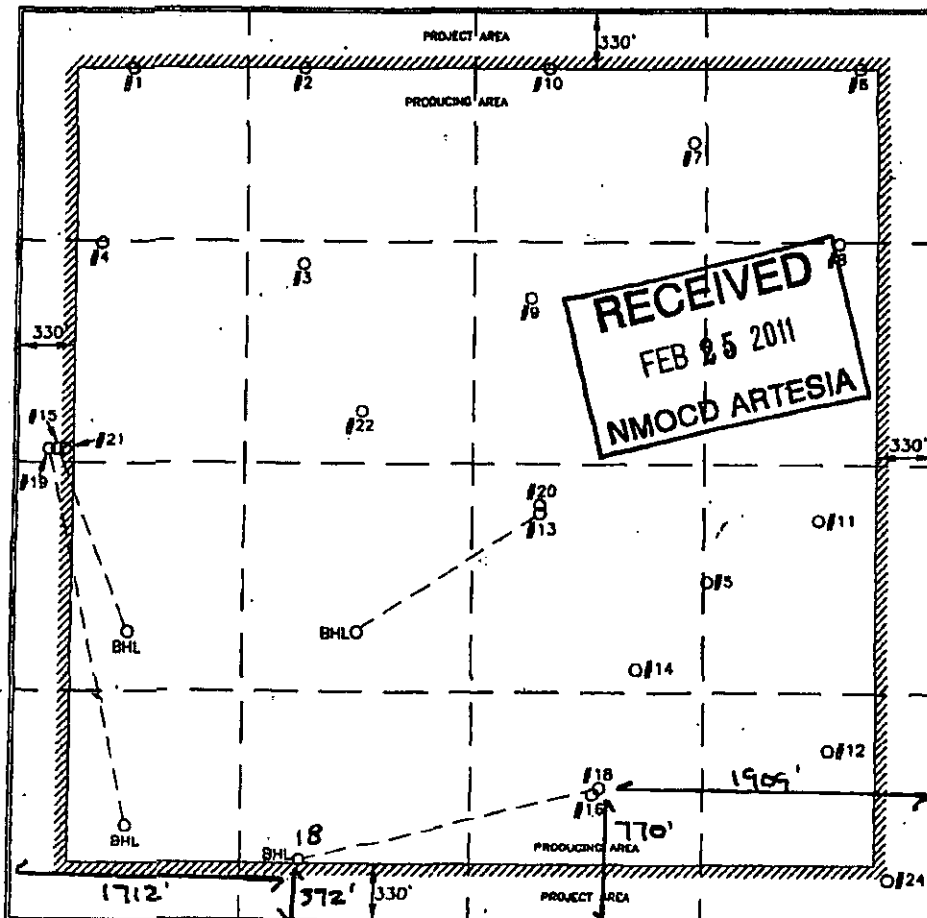 PROJECT AREA
330'
#1
#2
#10
#6
PRODUCING AREA
#7
#4
#3
#8
#9
RECEIVED
FEB 25 2011
NMOCD ARTESIA
330'
#15
#22
#21
330'
#19
#20
#13
#11
#5
BHL
BHL
#14
#12
#18
1909'
#16
BHL
18
BHL
770'
PRODUCING AREA
1712'
372'
330'
PROJECT AREA
#24